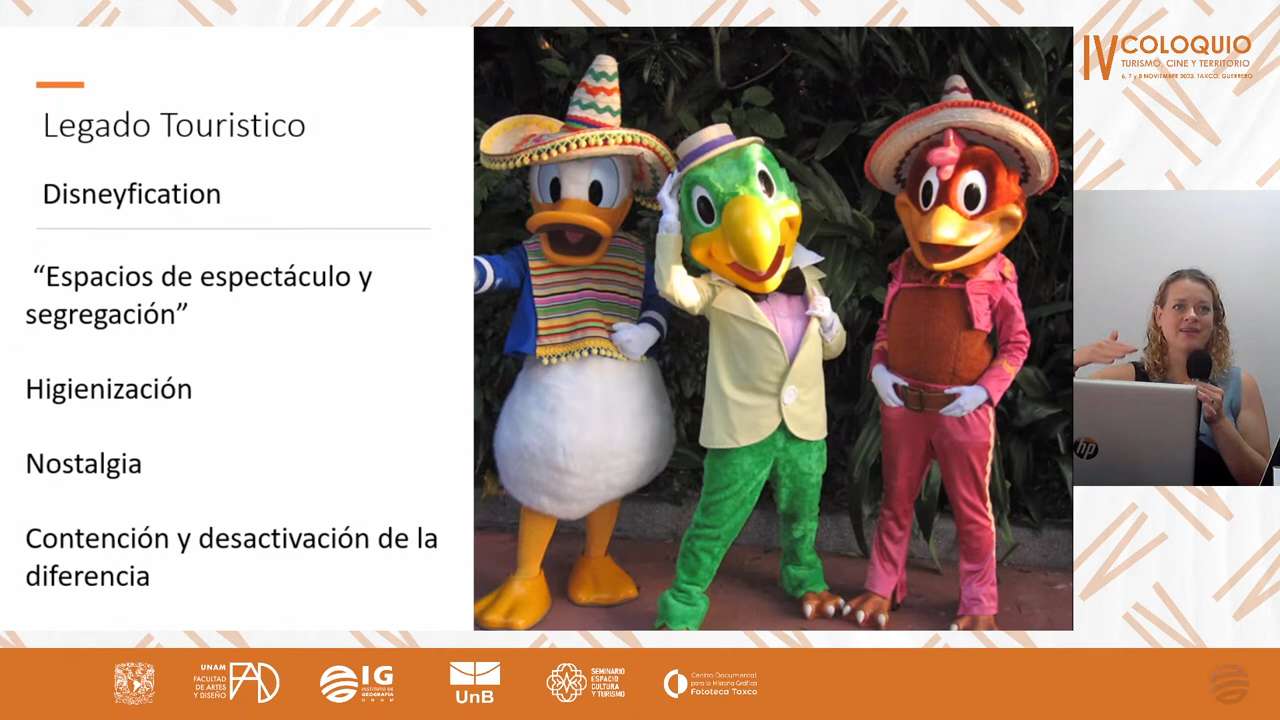 Legado Touristico
Disneyfication
“Espacios de espectáculo y
segregación”
Higienización
Nostalgia
Contención y desactivación de la
diferencia
IV COLOQUIO
TURISMO, CINE Y TERRITORIO
6, 7 y 8 NOVIEMBRE 2023. TAXCO, GUERRERO
hp
UNAM
FACULTAD
DE ARTES
Y DISEÑO
FAD
IG
INSTITUTO DE
GEOGRAFÍA
UNAM
UnB
SEMINARIO
ESPACIO
CULTURA
Y TURISMO
Centro Documental
para la Historia Gráfica
Fototeca Taxco